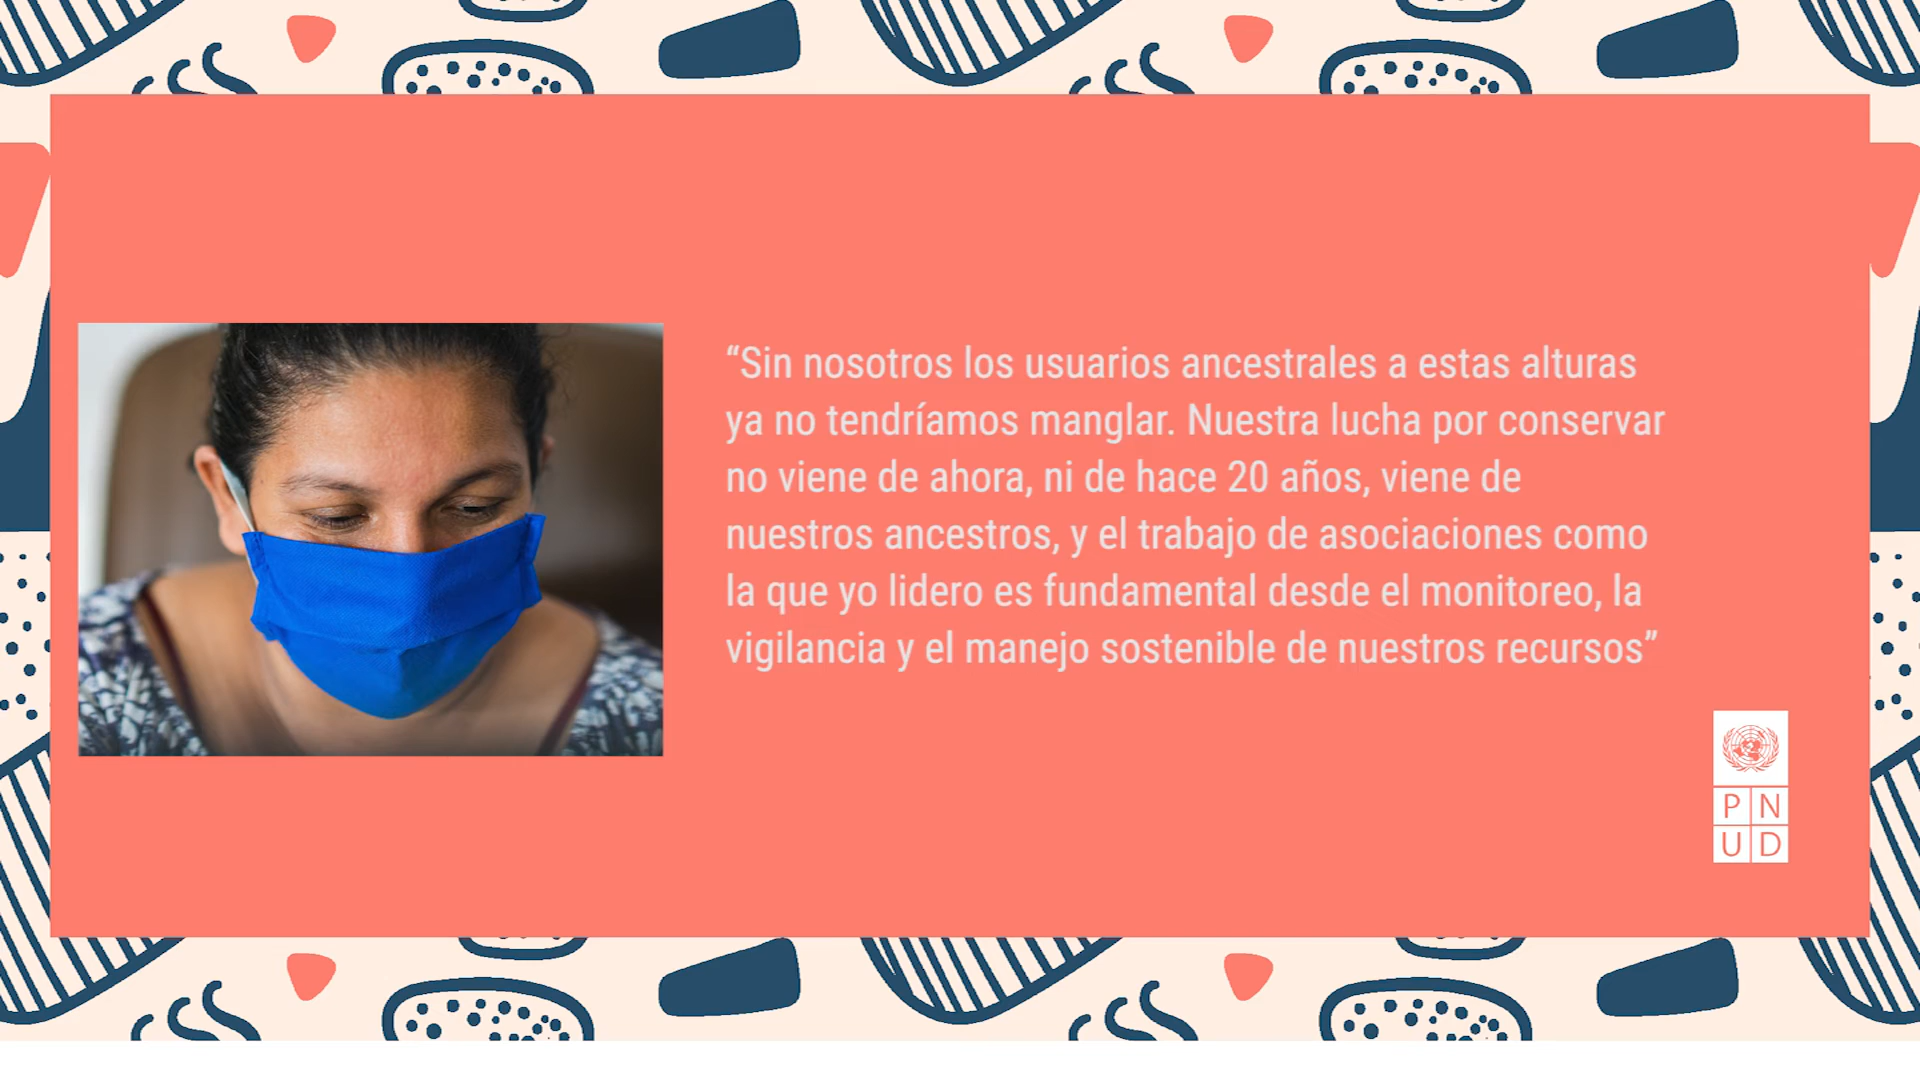 “Sin nosotros los usuarios ancestrales a estas alturas
ya no tendríamos manglar. Nuestra lucha por conservar
no viene de ahora, ni de hace 20 años, viene de
nuestros ancestros, y el trabajo de asociaciones como
la que yo lidero es fundamental desde el monitoreo, la
vigilancia y el manejo sostenible de nuestros recursos”
P N
U D